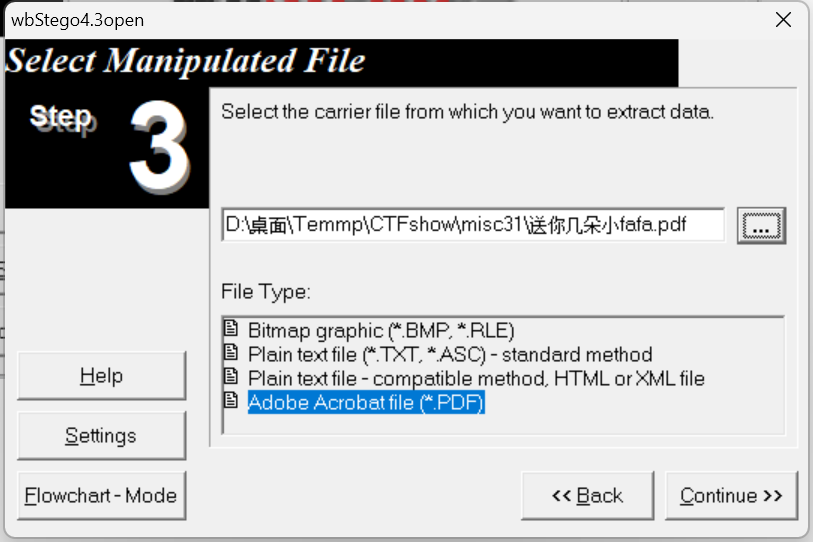 wbStego4.3open
Select Manipulated File
Step 3
Select the carrier file from which you want to extract data.
D:\桌面\Temmp\CTFshow\misc31\送你几朵小fafa.pdf
...
File Type:
Bitmap graphic (*.BMP, *.RLE)
Plain text file (*.TXT, *.ASC) - standard method
Plain text file - compatible method, HTML or XML file
Adobe Acrobat file (*.PDF)
Help
Settings
Flowchart - Mode
<< Back
Continue >>